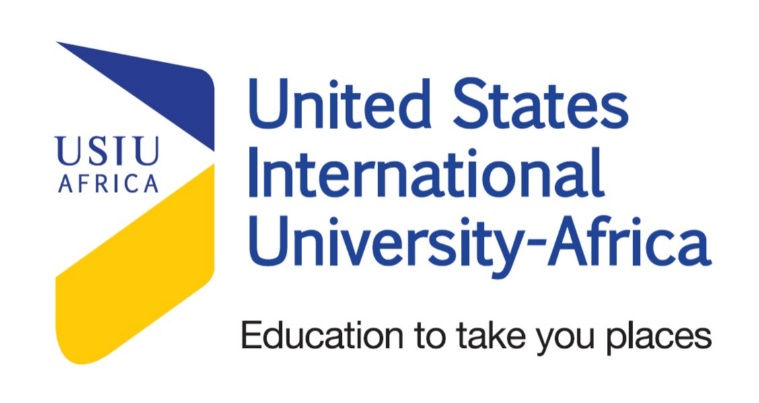 USIU
AFRICA
United States
International
University-Africa
Education to take you places